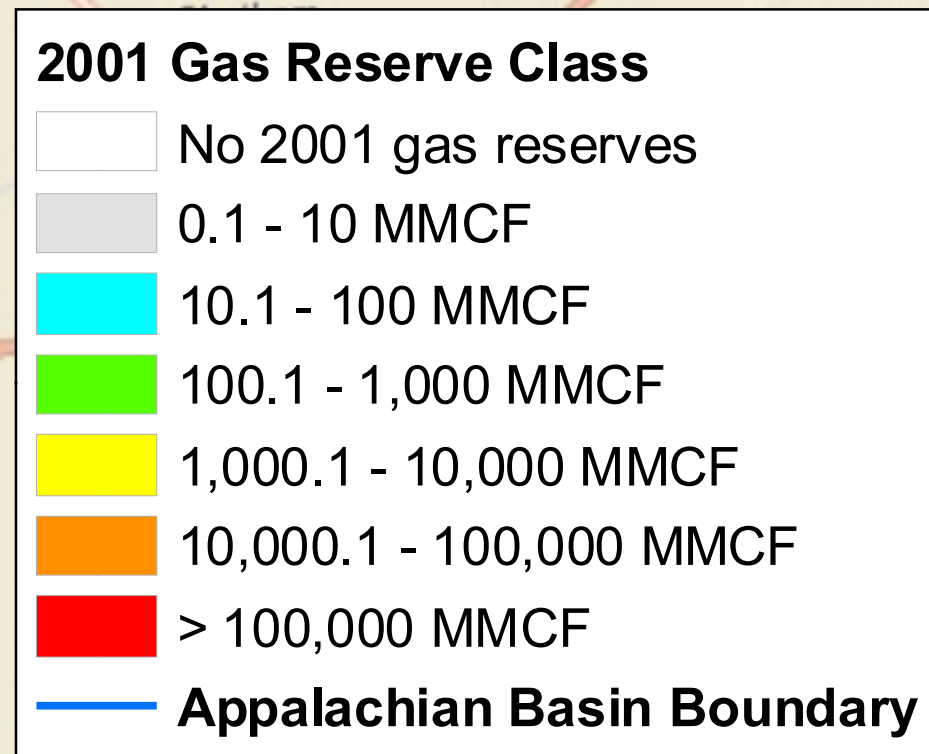 2001 Gas Reserve Class
No 2001 gas reserves
0.1 - 10 MMCF
10.1 - 100 MMCF
100.1 - 1,000 MMCF
1,000.1 - 10,000 MMCF
10,000.1 - 100,000 MMCF
> 100,000 MMCF
Appalachian Basin Boundary